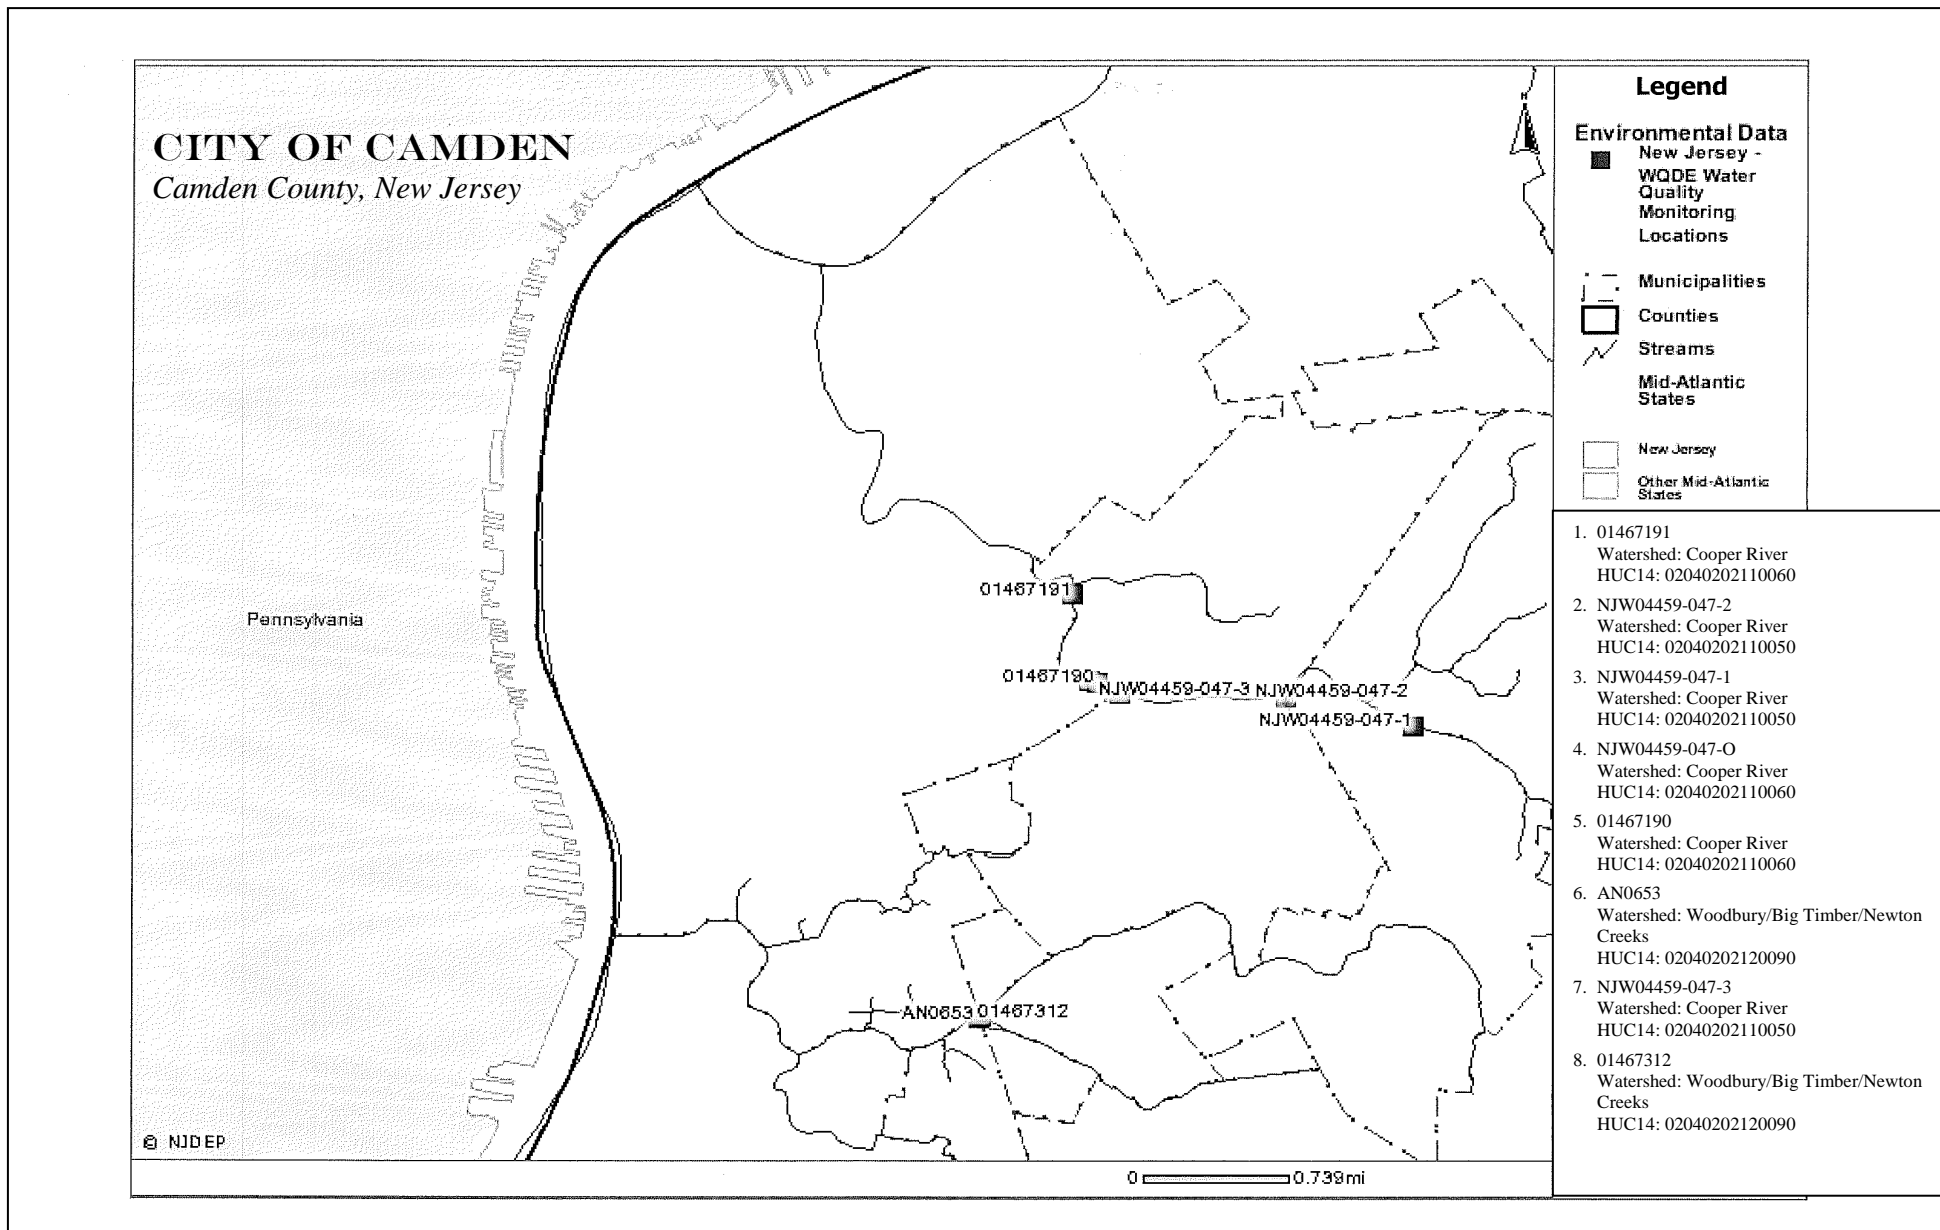 CITY OF CAMDEN
Camden County, New Jersey
Pennsylvania
01467191
01467190
NJW04459-047-3
NJW04459-047-2
NJW04459-047-1
AN0653
01467312
© NJDEP
0
0.739mi
N
Legend
Environmental Data
New Jersey -
WQDE Water
Quality
Monitoring
Locations
Municipalities
Counties
Streams
Mid-Atlantic
States
New Jersey
Other Mid-Atlantic
States
1. 01467191
Watershed: Cooper River
HUC14: 02040202110060
2. NJW04459-047-2
Watershed: Cooper River
HUC14: 02040202110050
3. NJW04459-047-1
Watershed: Cooper River
HUC14: 02040202110050
4. NJW04459-047-O
Watershed: Cooper River
HUC14: 02040202110060
5. 01467190
Watershed: Cooper River
HUC14: 02040202110060
6. AN0653
Watershed: Woodbury/Big Timber/Newton
Creeks
HUC14: 02040202120090
7. NJW04459-047-3
Watershed: Cooper River
HUC14: 02040202110050
8. 01467312
Watershed: Woodbury/Big Timber/Newton
Creeks
HUC14: 02040202120090